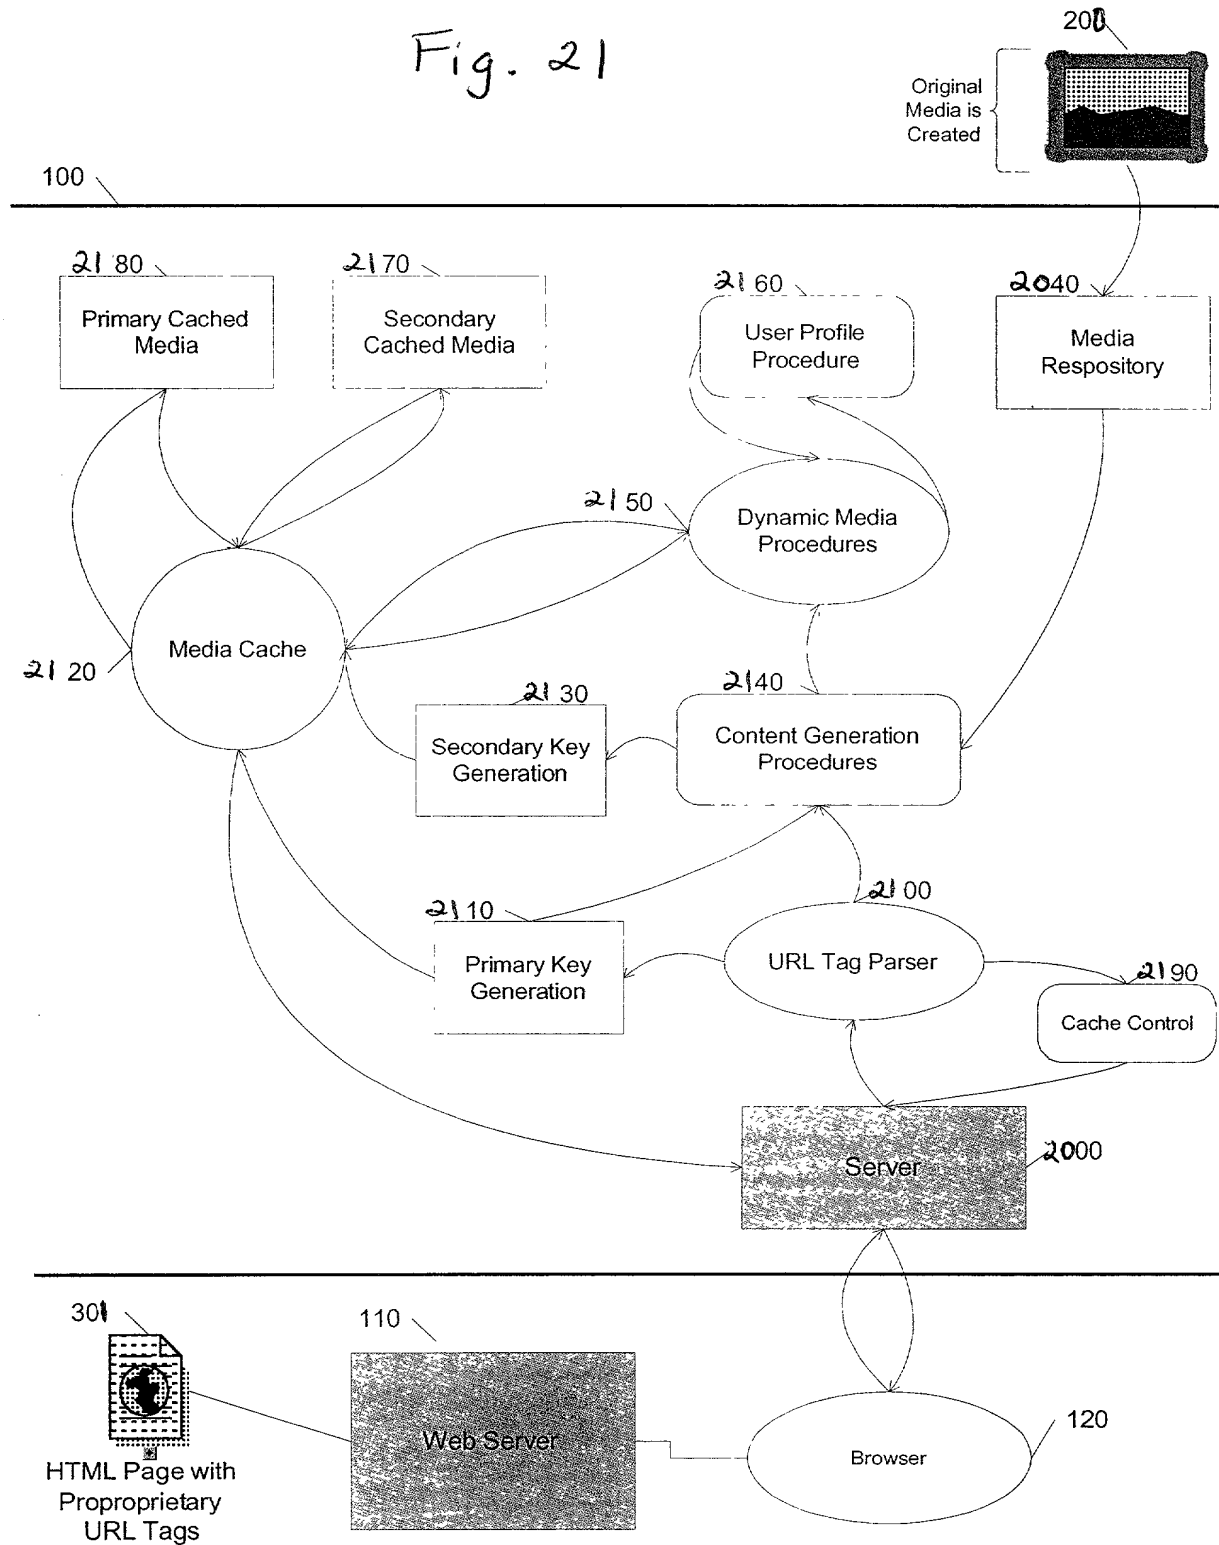 Fig. 21
200
Original
Media is
Created
100
2180
2170
2160
2040
Primary Cached
Media
Secondary
Cached Media
User Profile
Procedure
Media
Respository
2150
Dynamic Media
Procedures
Media Cache
2120
2130
2140
Secondary Key
Generation
Content Generation
Procedures
2110
2100
Primary Key
Generation
URL Tag Parser
2190
Cache Control
Server
2000
301
110
120
Web Server
Browser
HTML Page with
Proproprietary
URL Tags